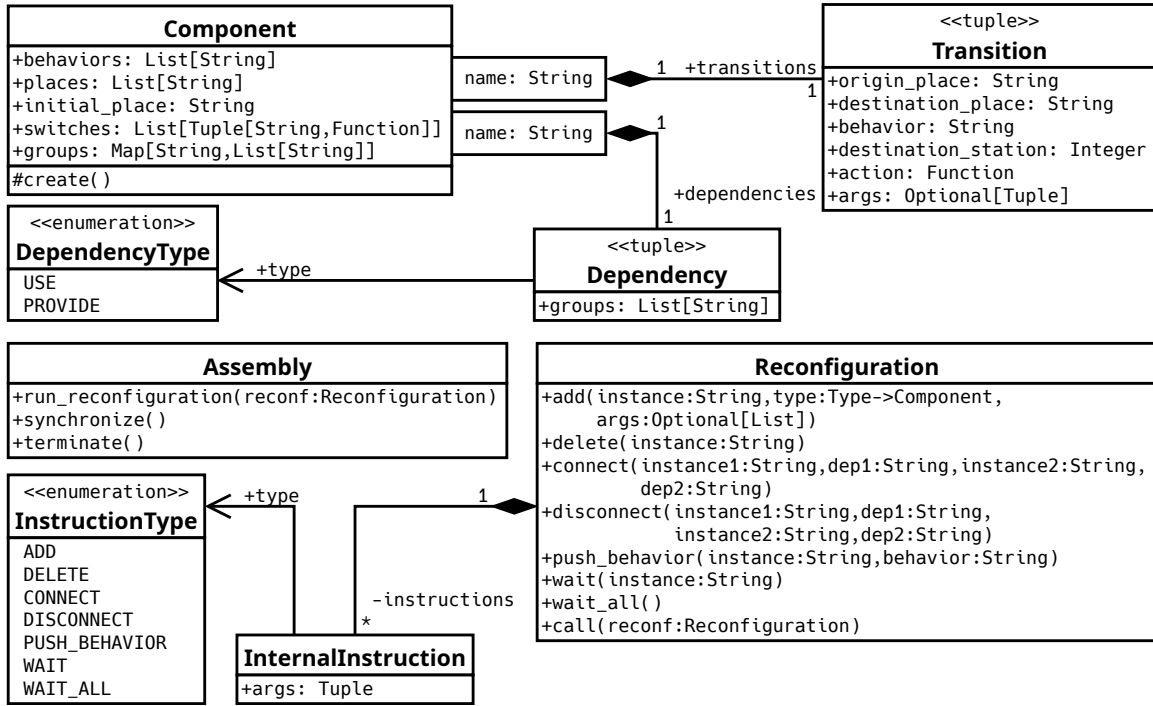 Component
+behaviors: List[String]
+places: List[String]
+initial_place: String
+switches: List[Tuple[String,Function]]
+groups: Map[String,List[String]]
#create()
name: String
name: String
1
+transitions
1
1
+dependencies
1
<<tuple>>
Transition
+origin_place: String
+destination_place: String
+behavior: String
+destination_station: Integer
+action: Function
+args: Optional[Tuple]
<<enumeration>>
DependencyType
USE
PROVIDE
+type
<<tuple>>
Dependency
+groups: List[String]
Assembly
+run_reconfiguration(reconf:Reconfiguration)
+synchronize()
+terminate()
Reconfiguration
+add(instance:String,type:Type->Component,
args:Optional[List])
+delete(instance:String)
+connect(instance1:String,dep1:String,instance2:String,
dep2:String)
+disconnect(instance1:String,dep1:String,
instance2:String,dep2:String)
+push_behavior(instance:String,behavior:String)
+wait(instance:String)
+wait_all()
+call(reconf:Reconfiguration)
<<enumeration>>
InstructionType
ADD
DELETE
CONNECT
DISCONNECT
PUSH_BEHAVIOR
WAIT
WAIT_ALL
+type
1
-instructions
*
InternalInstruction
+args: Tuple